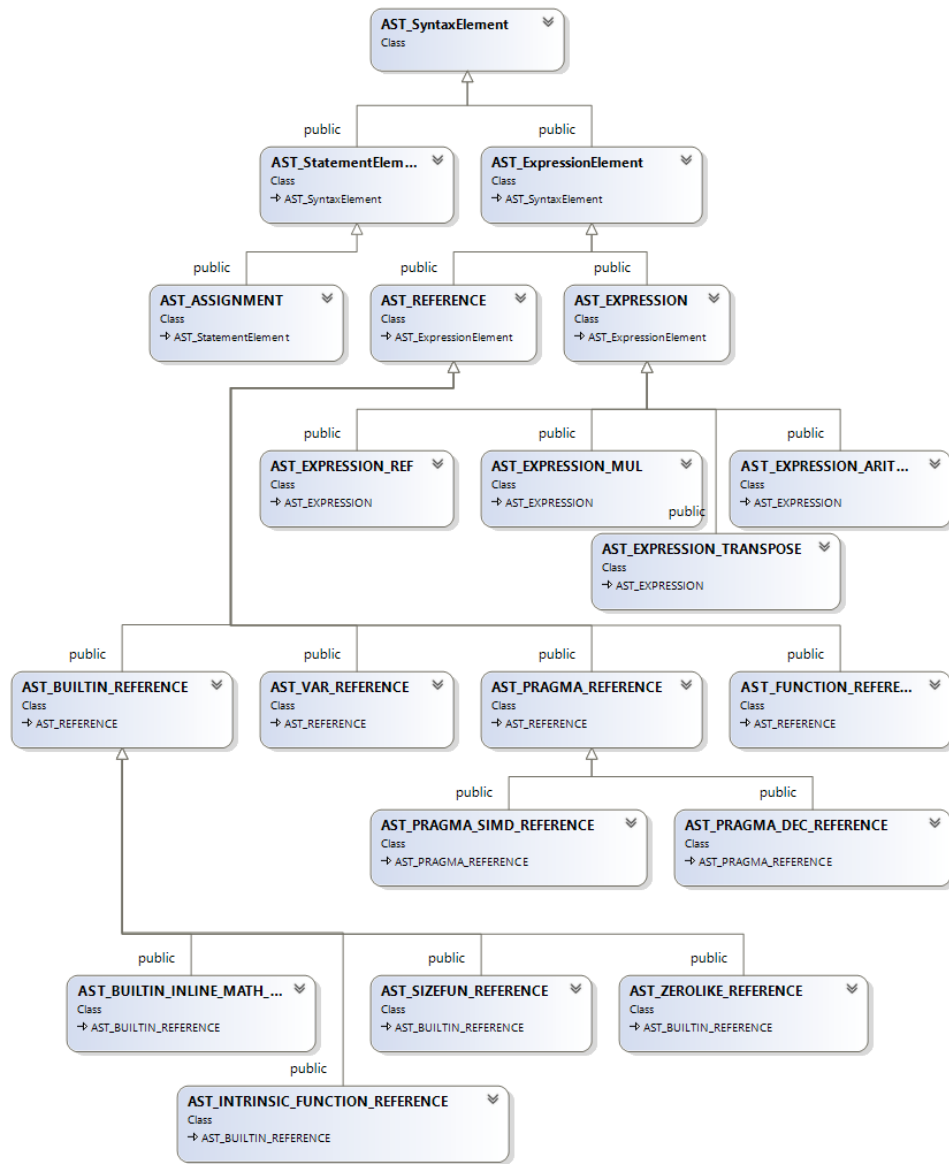 AST_SyntaxElement
Class
public
public
AST_StatementElem...
Class
AST_SyntaxElement
AST_ExpressionElement
Class
AST_SyntaxElement
public
public
public
AST_ASSIGNMENT
Class
AST_StatementElement
AST_REFERENCE
Class
AST_ExpressionElement
AST_EXPRESSION
Class
AST_ExpressionElement
public
public
public
AST_EXPRESSION_REF
Class
AST_EXPRESSION
AST_EXPRESSION_MUL
Class
AST_EXPRESSION
AST_EXPRESSION_ARIT...
Class
AST_EXPRESSION
public
AST_EXPRESSION_TRANSPOSE
Class
AST_EXPRESSION
public
public
public
public
AST_BUILTIN_REFERENCE
Class
AST_REFERENCE
AST_VAR_REFERENCE
Class
AST_REFERENCE
AST_PRAGMA_REFERENCE
Class
AST_REFERENCE
AST_FUNCTION_REFERE...
Class
AST_REFERENCE
public
public
AST_PRAGMA_SIMD_REFERENCE
Class
AST_PRAGMA_REFERENCE
AST_PRAGMA_DEC_REFERENCE
Class
AST_PRAGMA_REFERENCE
public
public
public
AST_BUILTIN_INLINE_MATH_...
Class
AST_BUILTIN_REFERENCE
AST_SIZEFUN_REFERENCE
Class
AST_BUILTIN_REFERENCE
AST_ZEROLIKE_REFERENCE
Class
AST_BUILTIN_REFERENCE
public
AST_INTRINSIC_FUNCTION_REFERENCE
Class
AST_BUILTIN_REFERENCE